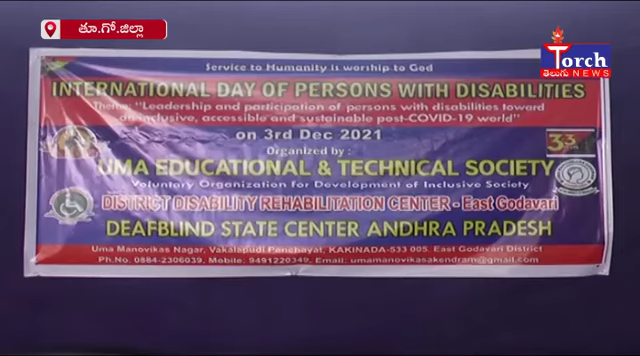 తూ.గో.జిల్లా
Torch
తెలుగు NEWS
Service to Humanity is worship to God
INTERNATIONAL DAY OF PERSONS WITH DISABILITIES
Theme: "Leadership and participation of persons with disabilities toward
an inclusive, accessible and sustainable post-COVID-19 world"
on 3rd Dec 2021
Organized by :
33
UMA EDUCATIONAL & TECHNICAL SOCIETY
Voluntary Organization for Development of Inclusive Society
DISTRICT DISABILITY REHABILITATION CENTER - East Godavari
DEAFBLIND STATE CENTER ANDHRA PRADESH
Uma Manovikas Nagar, Vakalapudi Panchayat, KAKINADA-533 005. East Godavari District
Ph.No. 0884-2306039, Mobile: 9491220349, Email: umamanovikasakendram@gmail.com